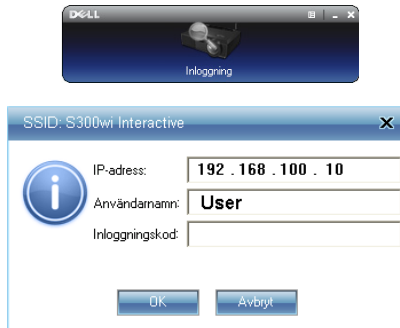 DELL
Inloggning
SSID: S300wi Interactive
IP-adress: 192 . 168 . 100 . 10
Användarnamn: User
Inloggningskod:
OK Avbryt